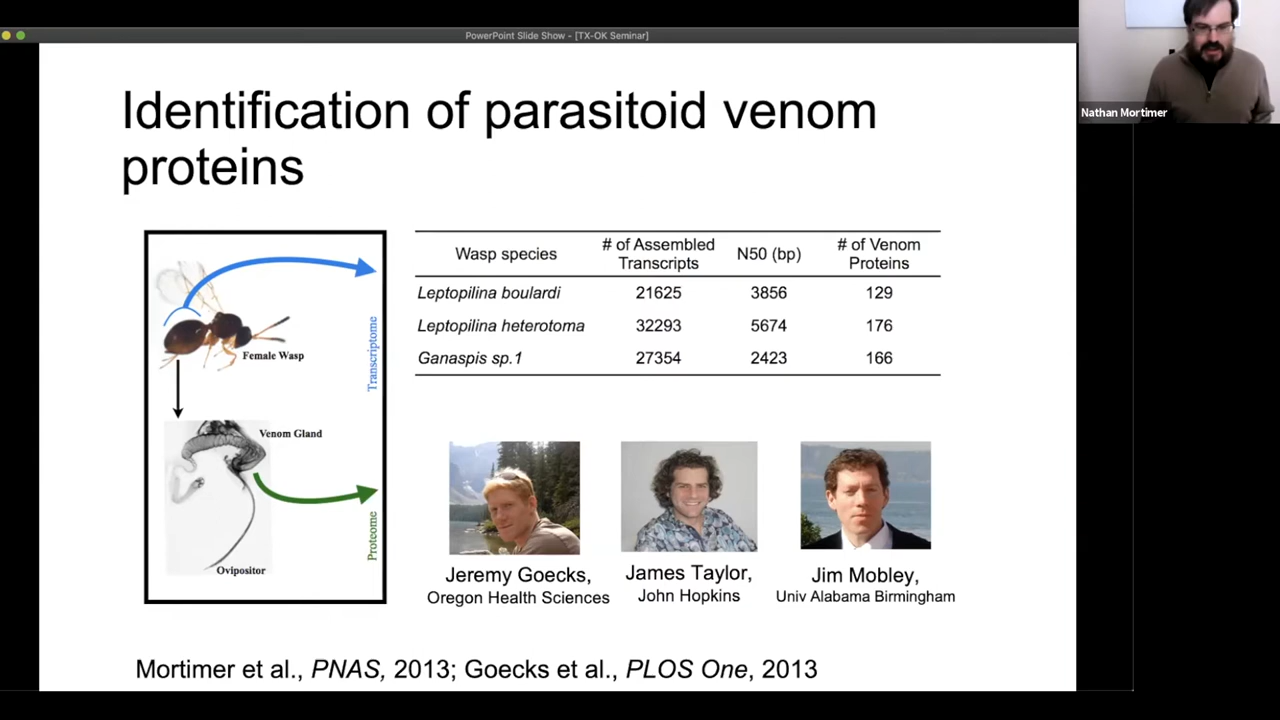 PowerPoint Slide Show - [TX-OK Seminar]
Nathan Mortimer
Identification of parasitoid venom
proteins
Female Wasp
Transcriptome
Venom Gland
Proteome
Ovipositor
Wasp species # of Assembled Transcripts N50 (bp) # of Venom Proteins
Leptopilina boulardi 21625 3856 129
Leptopilina heterotoma 32293 5674 176
Ganaspis sp.1 27354 2423 166
Jeremy Goecks,
Oregon Health Sciences
James Taylor,
John Hopkins
Jim Mobley,
Univ Alabama Birmingham
Mortimer et al., PNAS, 2013; Goecks et al., PLOS One, 2013